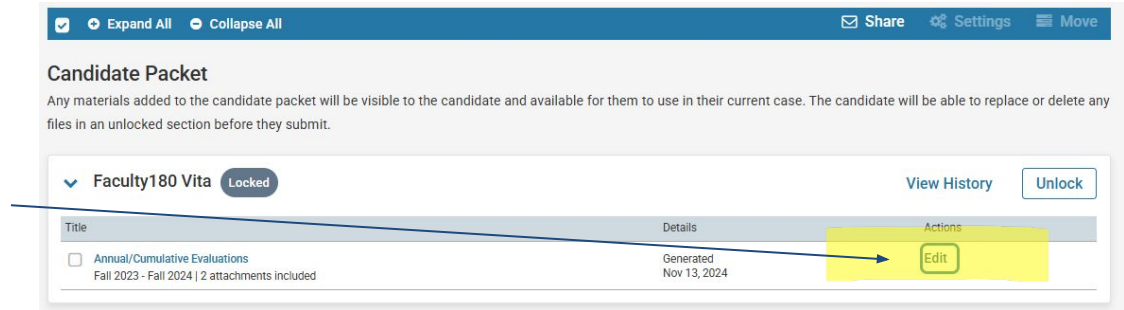 Expand All Collapse All Share Settings Move
Candidate Packet
Any materials added to the candidate packet will be visible to the candidate and available for them to use in their current case. The candidate will be able to replace or delete any
files in an unlocked section before they submit.
Faculty180 Vita Locked View History Unlock
Title Details Actions
Annual/Cumulative Evaluations Generated Edit
Fall 2023 - Fall 2024 | 2 attachments included Nov 13, 2024